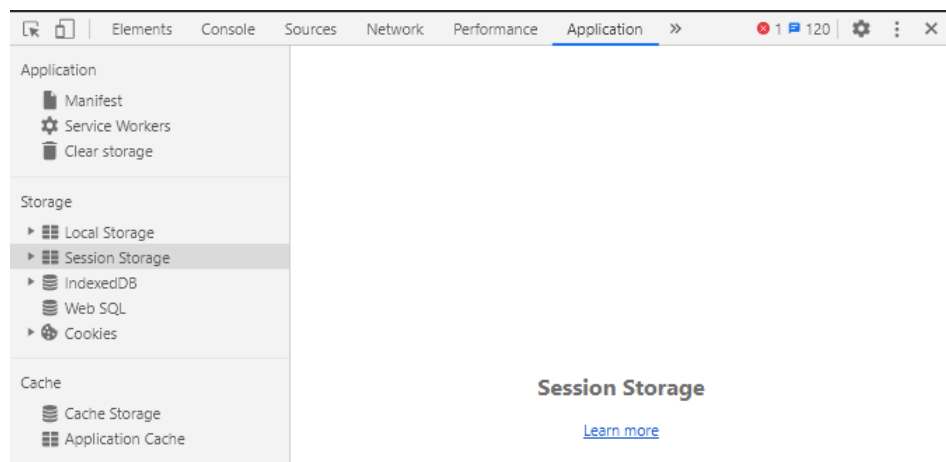 Elements Console Sources Network Performance Application » 1 120
Application
Manifest
Service Workers
Clear storage
Storage
Local Storage
Session Storage
IndexedDB
Web SQL
Cookies
Cache
Cache Storage
Application Cache
Session Storage
Learn more